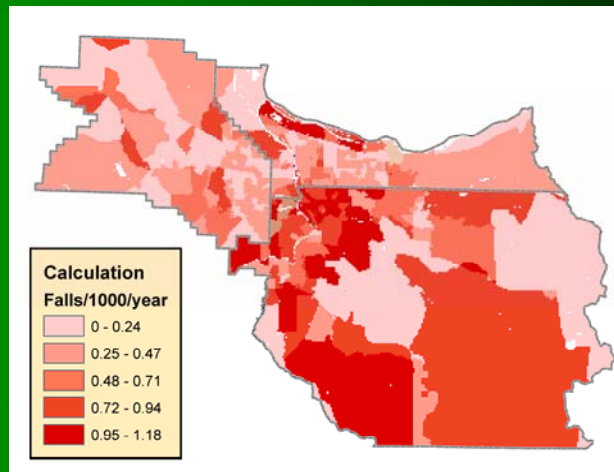 Calculation
Falls/1000/year
0 - 0.24
0.25 - 0.47
0.48 - 0.71
0.72 - 0.94
0.95 - 1.18